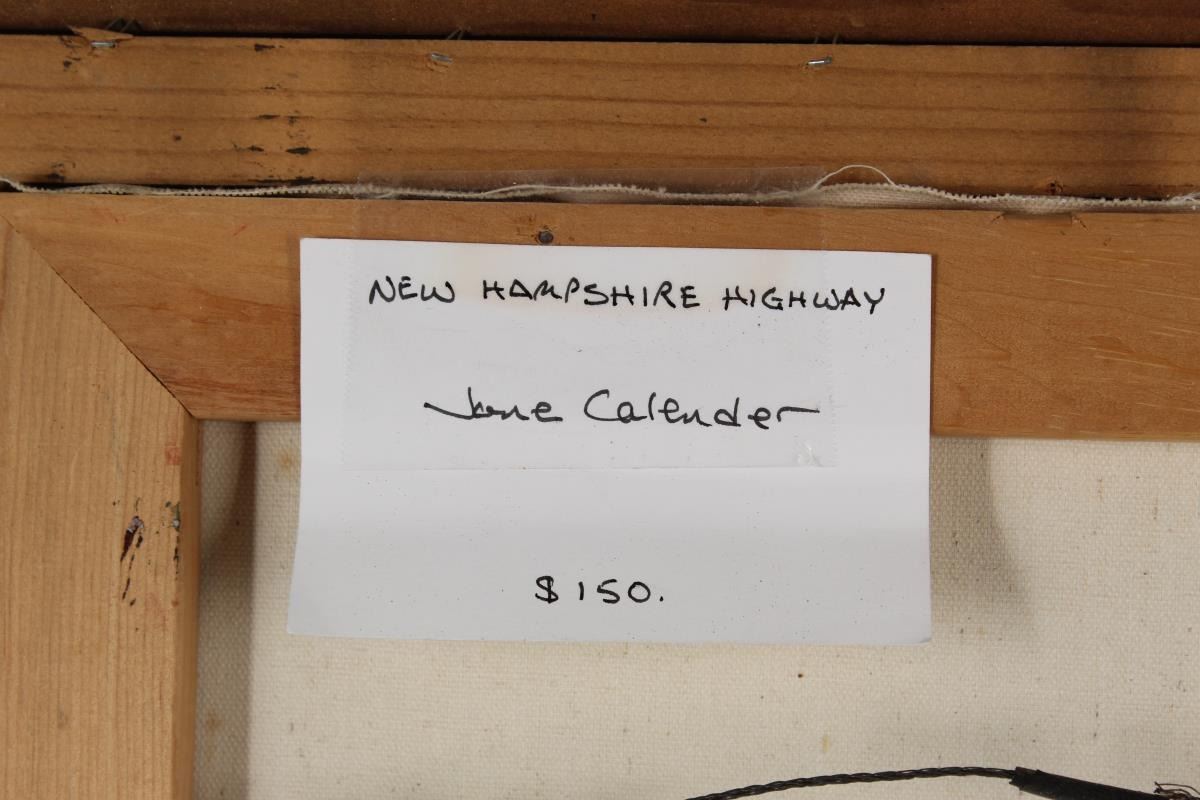 NEW HAMPSHIRE HIGHWAY
Jane Calender
$150.